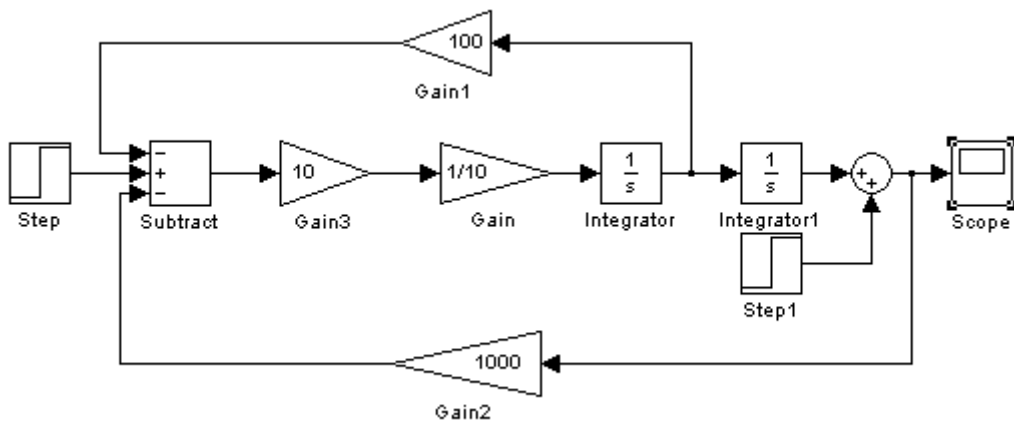 100
Gain1
−
+
−
10
1/10
1
s
1
s
+
+
Step
Subtract
Gain3
Gain
Integrator
Integrator1
Scope
Step1
1000
Gain2